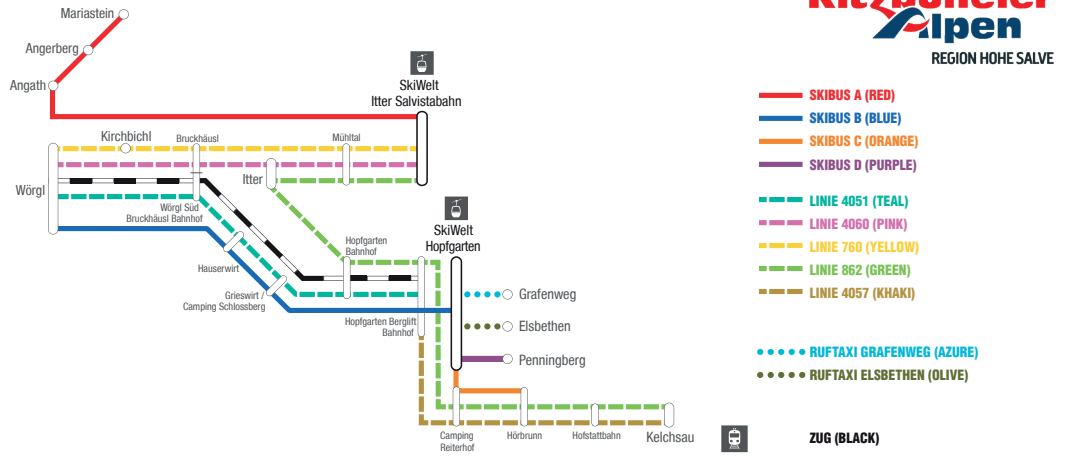 Kitzbüheler
Alpen
REGION HOHE SALVE
Mariastein
Angerberg
Angath
SkiWelt
Itter Salvistabahn
Kirchbichl
Bruckhäusl
Mühltal
Wörgl
Itter
Wörgl Süd
Bruckhäusl Bahnhof
SkiWelt
Hopfgarten
Hopfgarten
Bahnhof
Hauserwirt
Grieswirt /
Camping Schlossberg
Hopfgarten Berglift
Bahnhof
Grafenweg
Elsbethen
Penningberg
Camping
Reiterhof
Hörbrunn
Hofstattbahn
Kelchsau
SKIBUS A (RED)
SKIBUS B (BLUE)
SKIBUS C (ORANGE)
SKIBUS D (PURPLE)
LINIE 4051 (TEAL)
LINIE 4060 (PINK)
LINIE 760 (YELLOW)
LINIE 862 (GREEN)
LINIE 4057 (KHAKI)
RUFTAXI GRAFENWEG (AZURE)
RUFTAXI ELSBETHEN (OLIVE)
ZUG (BLACK)